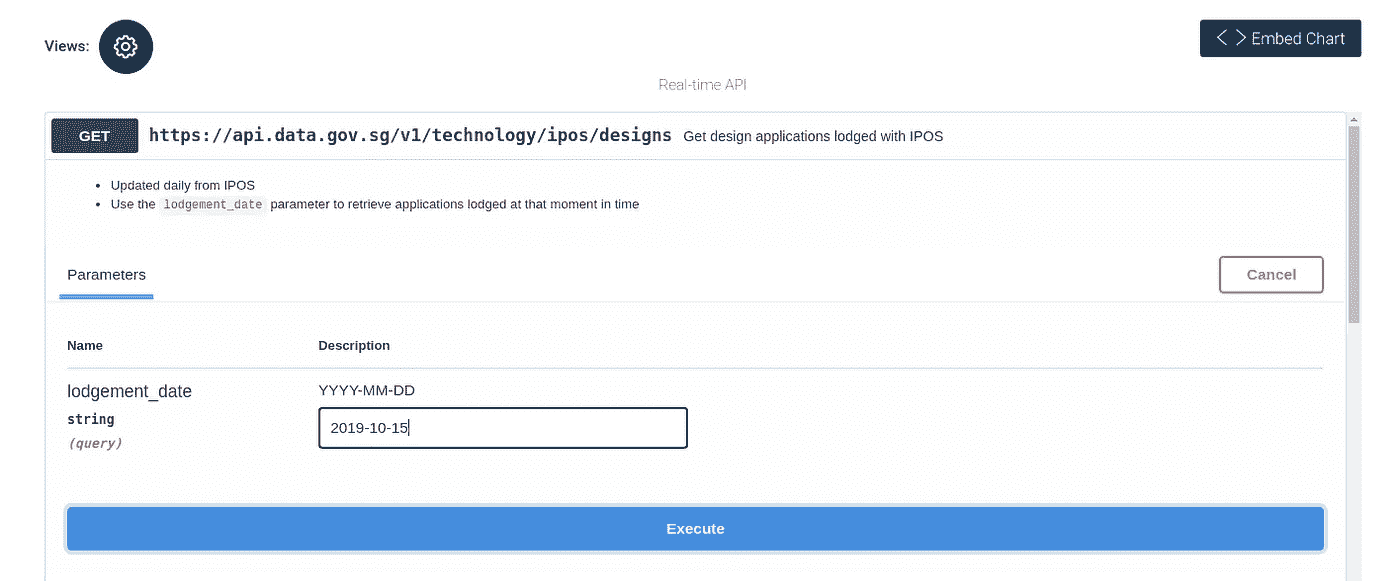 Views:
< > Embed Chart
Real-time API
GET https://api.data.gov.sg/v1/technology/ipos/designs Get design applications lodged with IPOS
• Updated daily from IPOS
• Use the lodgement_date parameter to retrieve applications lodged at that moment in time
Parameters
Cancel
Name Description
lodgement_date YYYY-MM-DD
string 2019-10-15
(query)
Execute